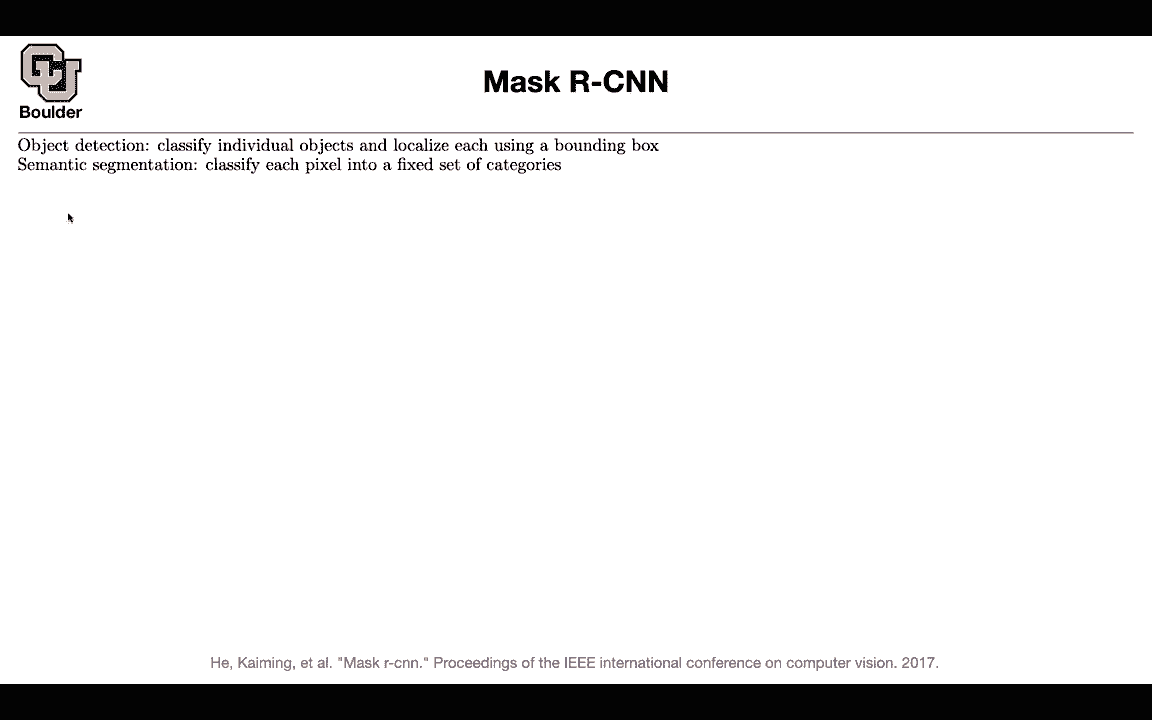 CU
Boulder
Mask R-CNN
Object detection: classify individual objects and localize each using a bounding box
Semantic segmentation: classify each pixel into a fixed set of categories
He, Kaiming, et al. "Mask r-cnn." Proceedings of the IEEE international conference on computer vision. 2017.